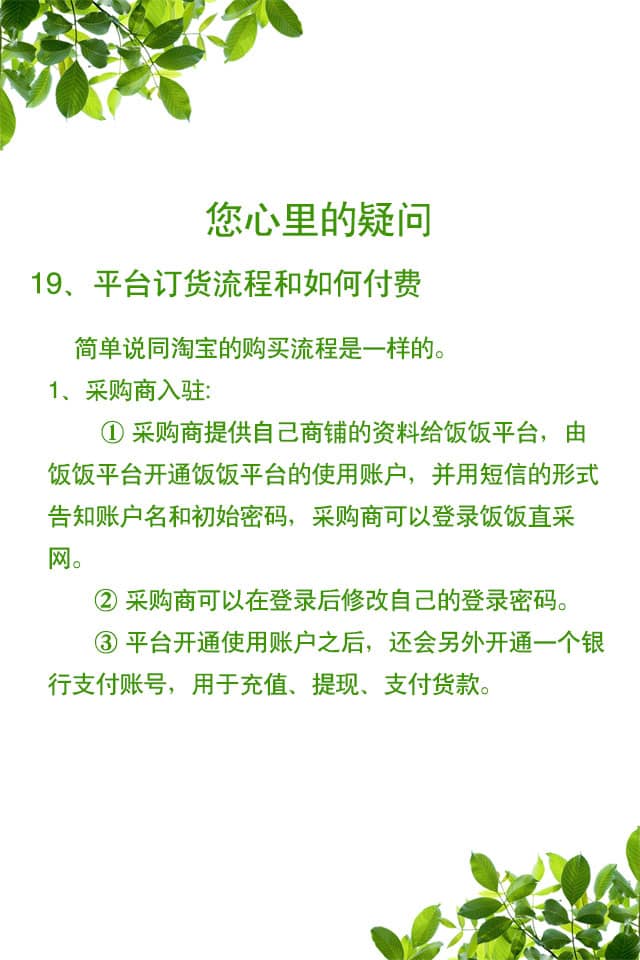 您心里的疑问
19、平台订货流程和如何付费
简单说同淘宝的购买流程是一样的。
1、采购商入驻:
① 采购商提供自己商铺的资料给饭饭平台，由
饭饭平台开通饭饭平台的使用账户，并用短信的形式
告知账户名和初始密码，采购商可以登录饭饭直采
网。
② 采购商可以在登录后修改自己的登录密码。
③ 平台开通使用账户之后，还会另外开通一个银
行支付账号，用于充值、提现、支付货款。